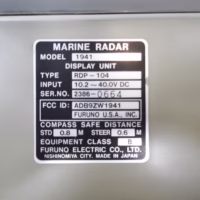 MARINE RADAR
MODEL 1941
DISPLAY UNIT
TYPE RDP-104
INPUT 10.2-40.0V DC
SER.NO. 2386-0664
FCC ID: ADB9ZW1941
FURUNO U.S.A., INC.
COMPASS SAFE DISTANCE
STD 0.8 M STEER 0.6 M
EQUIPMENT CLASS B
FURUNO ELECTRIC CO., LTD.
NISHINOMIYA CITY. MADE IN JAPAN